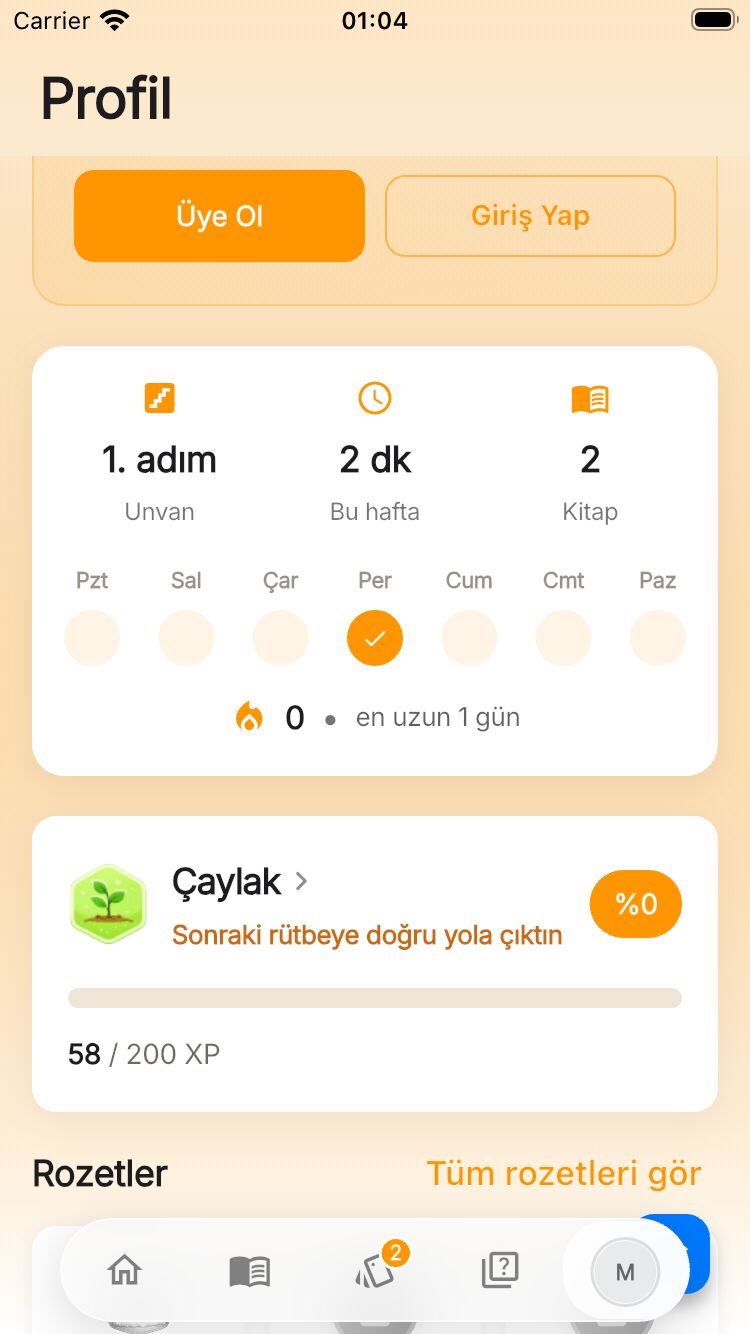 Carrier 01:04
Profil
Üye Ol Giriş Yap
1. adım 2 dk 2
Unvan Bu hafta Kitap
Pzt Sal Çar Per Cum Cmt Paz
0 • en uzun 1 gün
Çaylak
%0
Sonraki rütbeye doğru yola çıktın
58 / 200 XP
Rozetler Tüm rozetleri gör
2
M